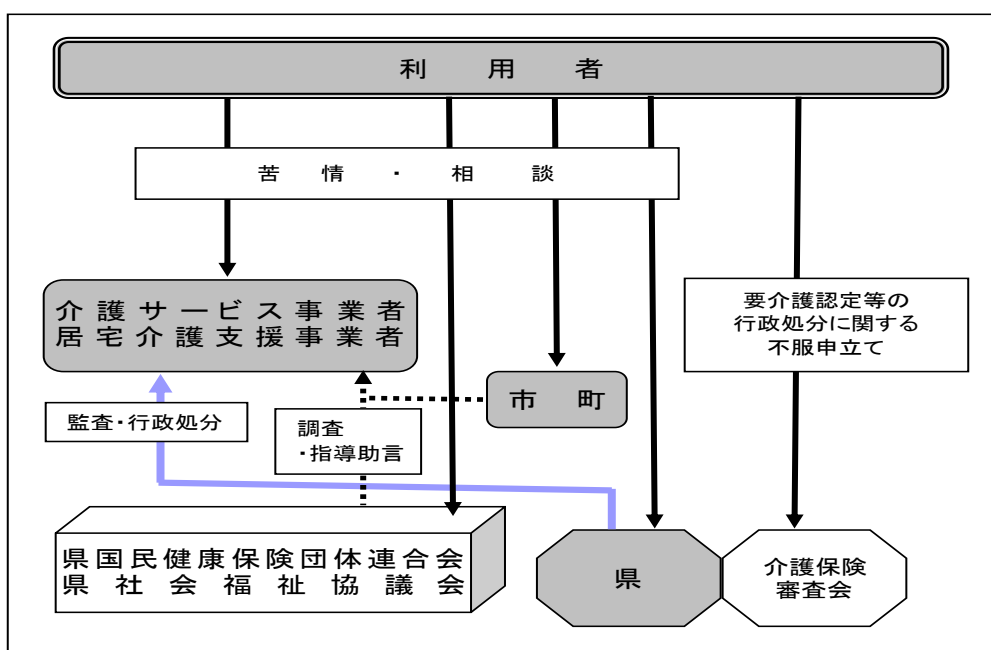 利用者
苦情・相談
介護サービス事業者
居宅介護支援事業者
要介護認定等の
行政処分に関する
不服申立て
市町
監査・行政処分
調査
・指導助言
県国民健康保険団体連合会
県社会福祉協議会
県
介護保険
審査会